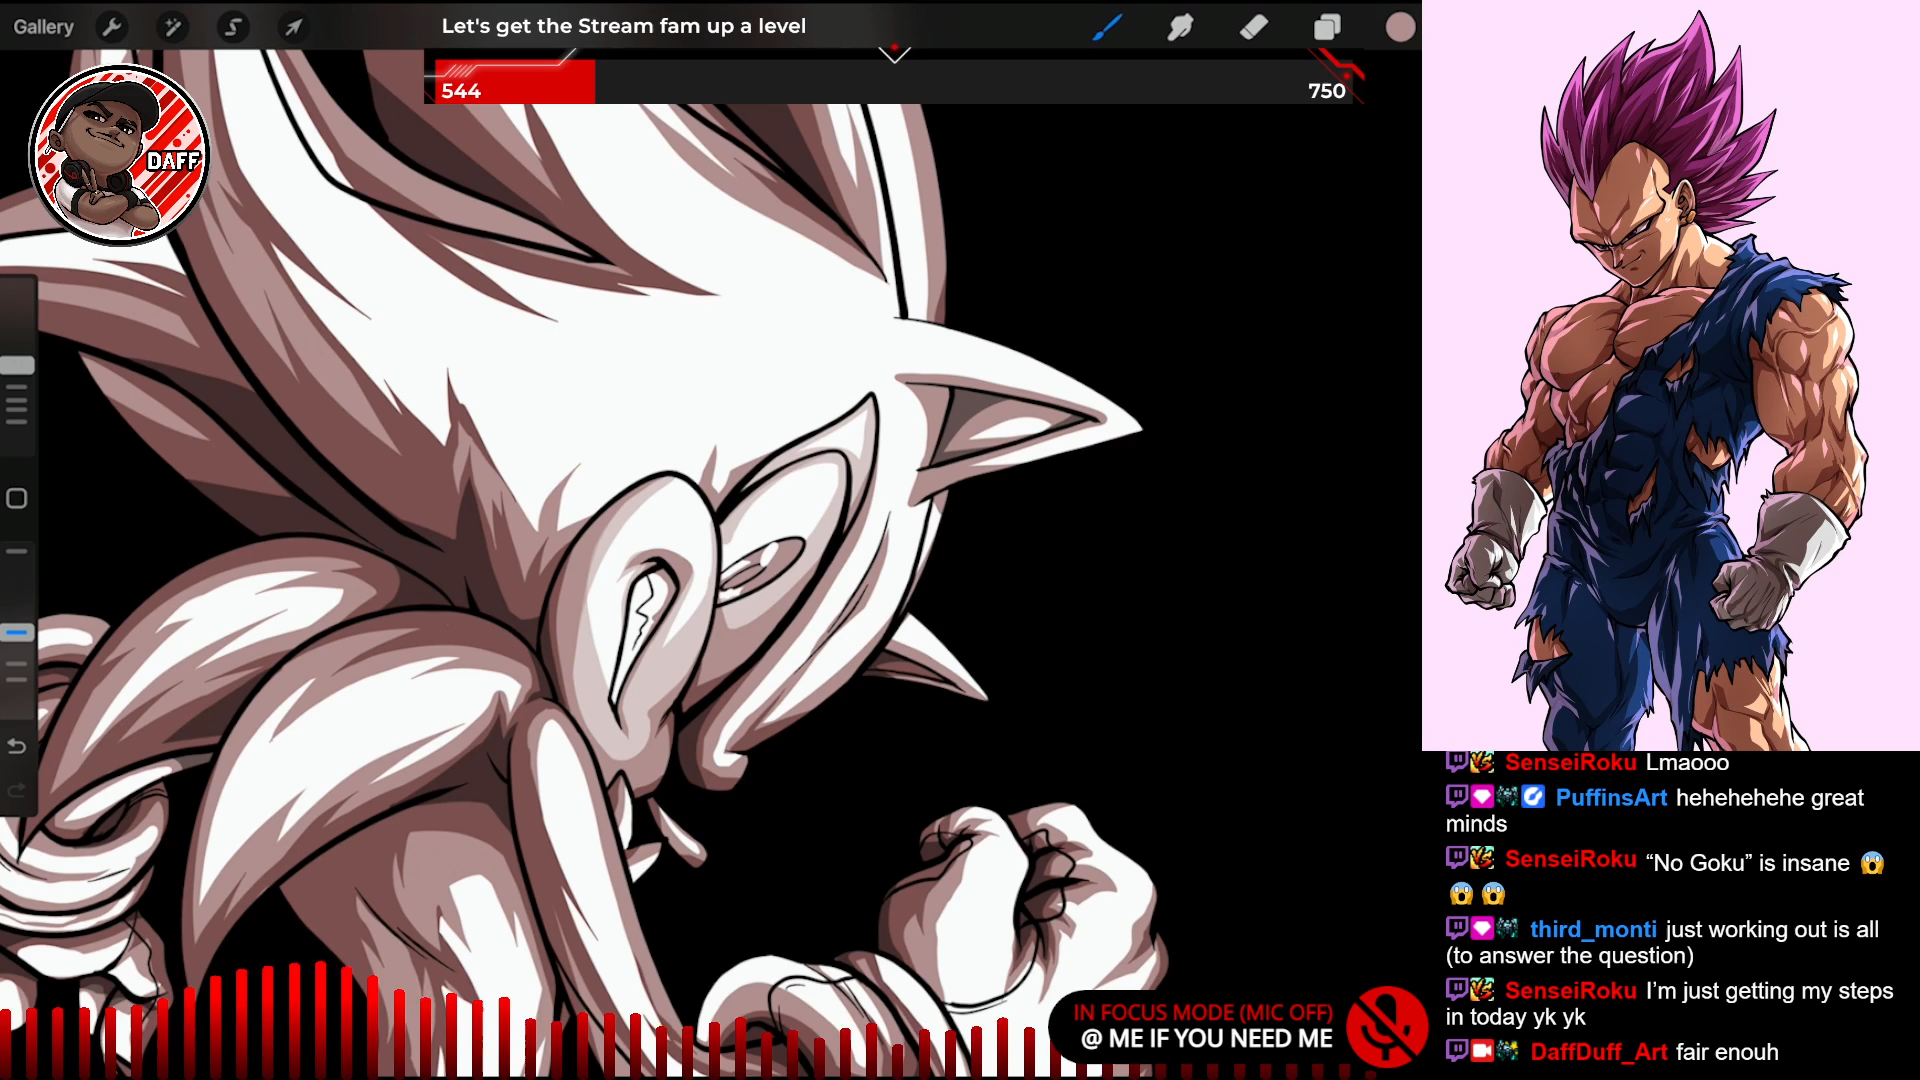 Gallery
Let's get the Stream fam up a level
544
750
DAFF
SenseiRoku Lmaooo
PuffinsArt hehehehehe great
minds
SenseiRoku “No Goku” is insane 😱
😱 😱
third_monti just working out is all
(to answer the question)
SenseiRoku I’m just getting my steps
in today yk yk
DaffDuff_Art fair enouh
IN FOCUS MODE (MIC OFF)
@ ME IF YOU NEED ME